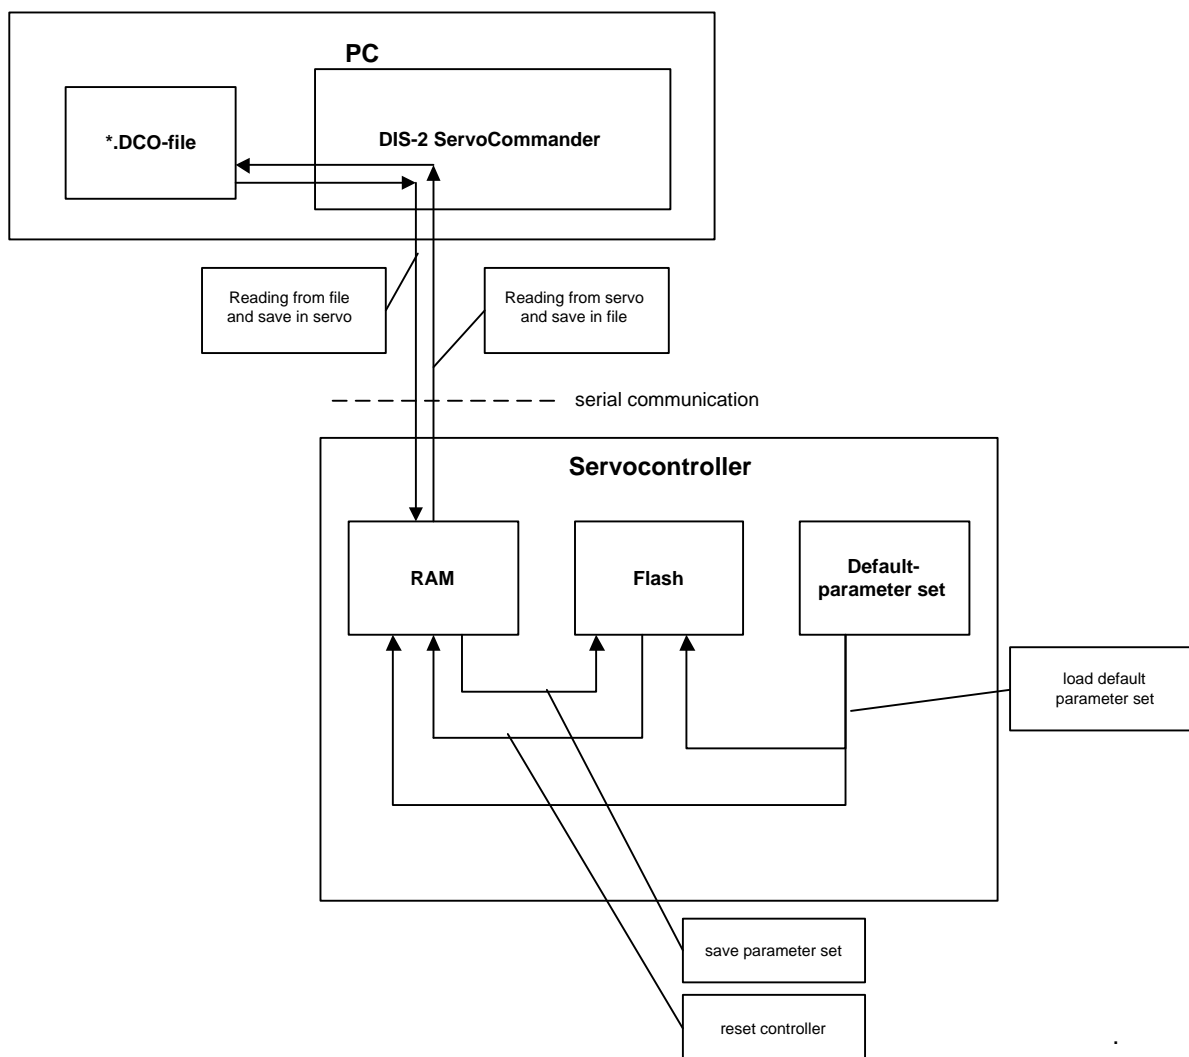 PC
*.DCO-file
DIS-2 ServoCommander
Reading from file
and save in servo
Reading from servo
and save in file
serial communication
Servocontroller
RAM
Flash
Default-
parameter set
load default
parameter set
save parameter set
reset controller
.